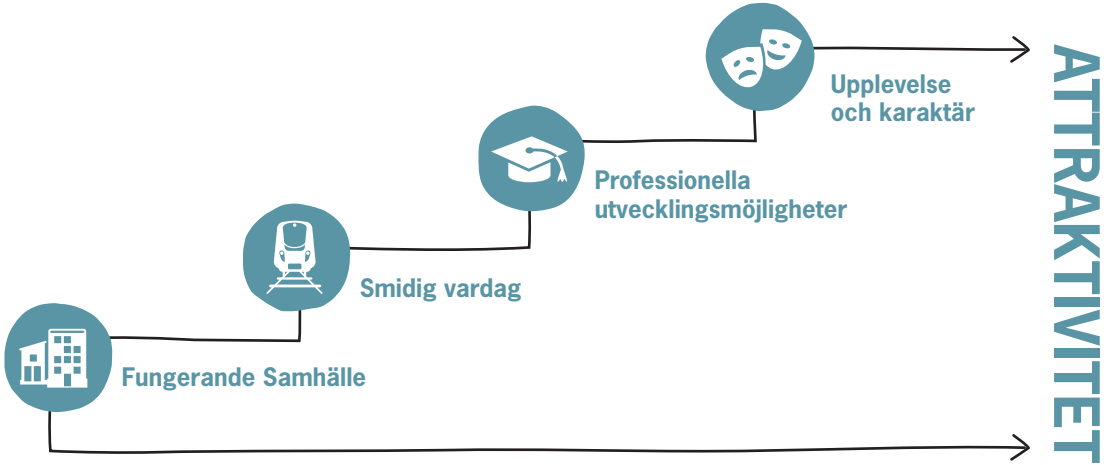 Upplevelse
och karaktär
Professionella
utvecklingsmöjligheter
Smidig vardag
Fungerande Samhälle
ATTRAKTIVITET